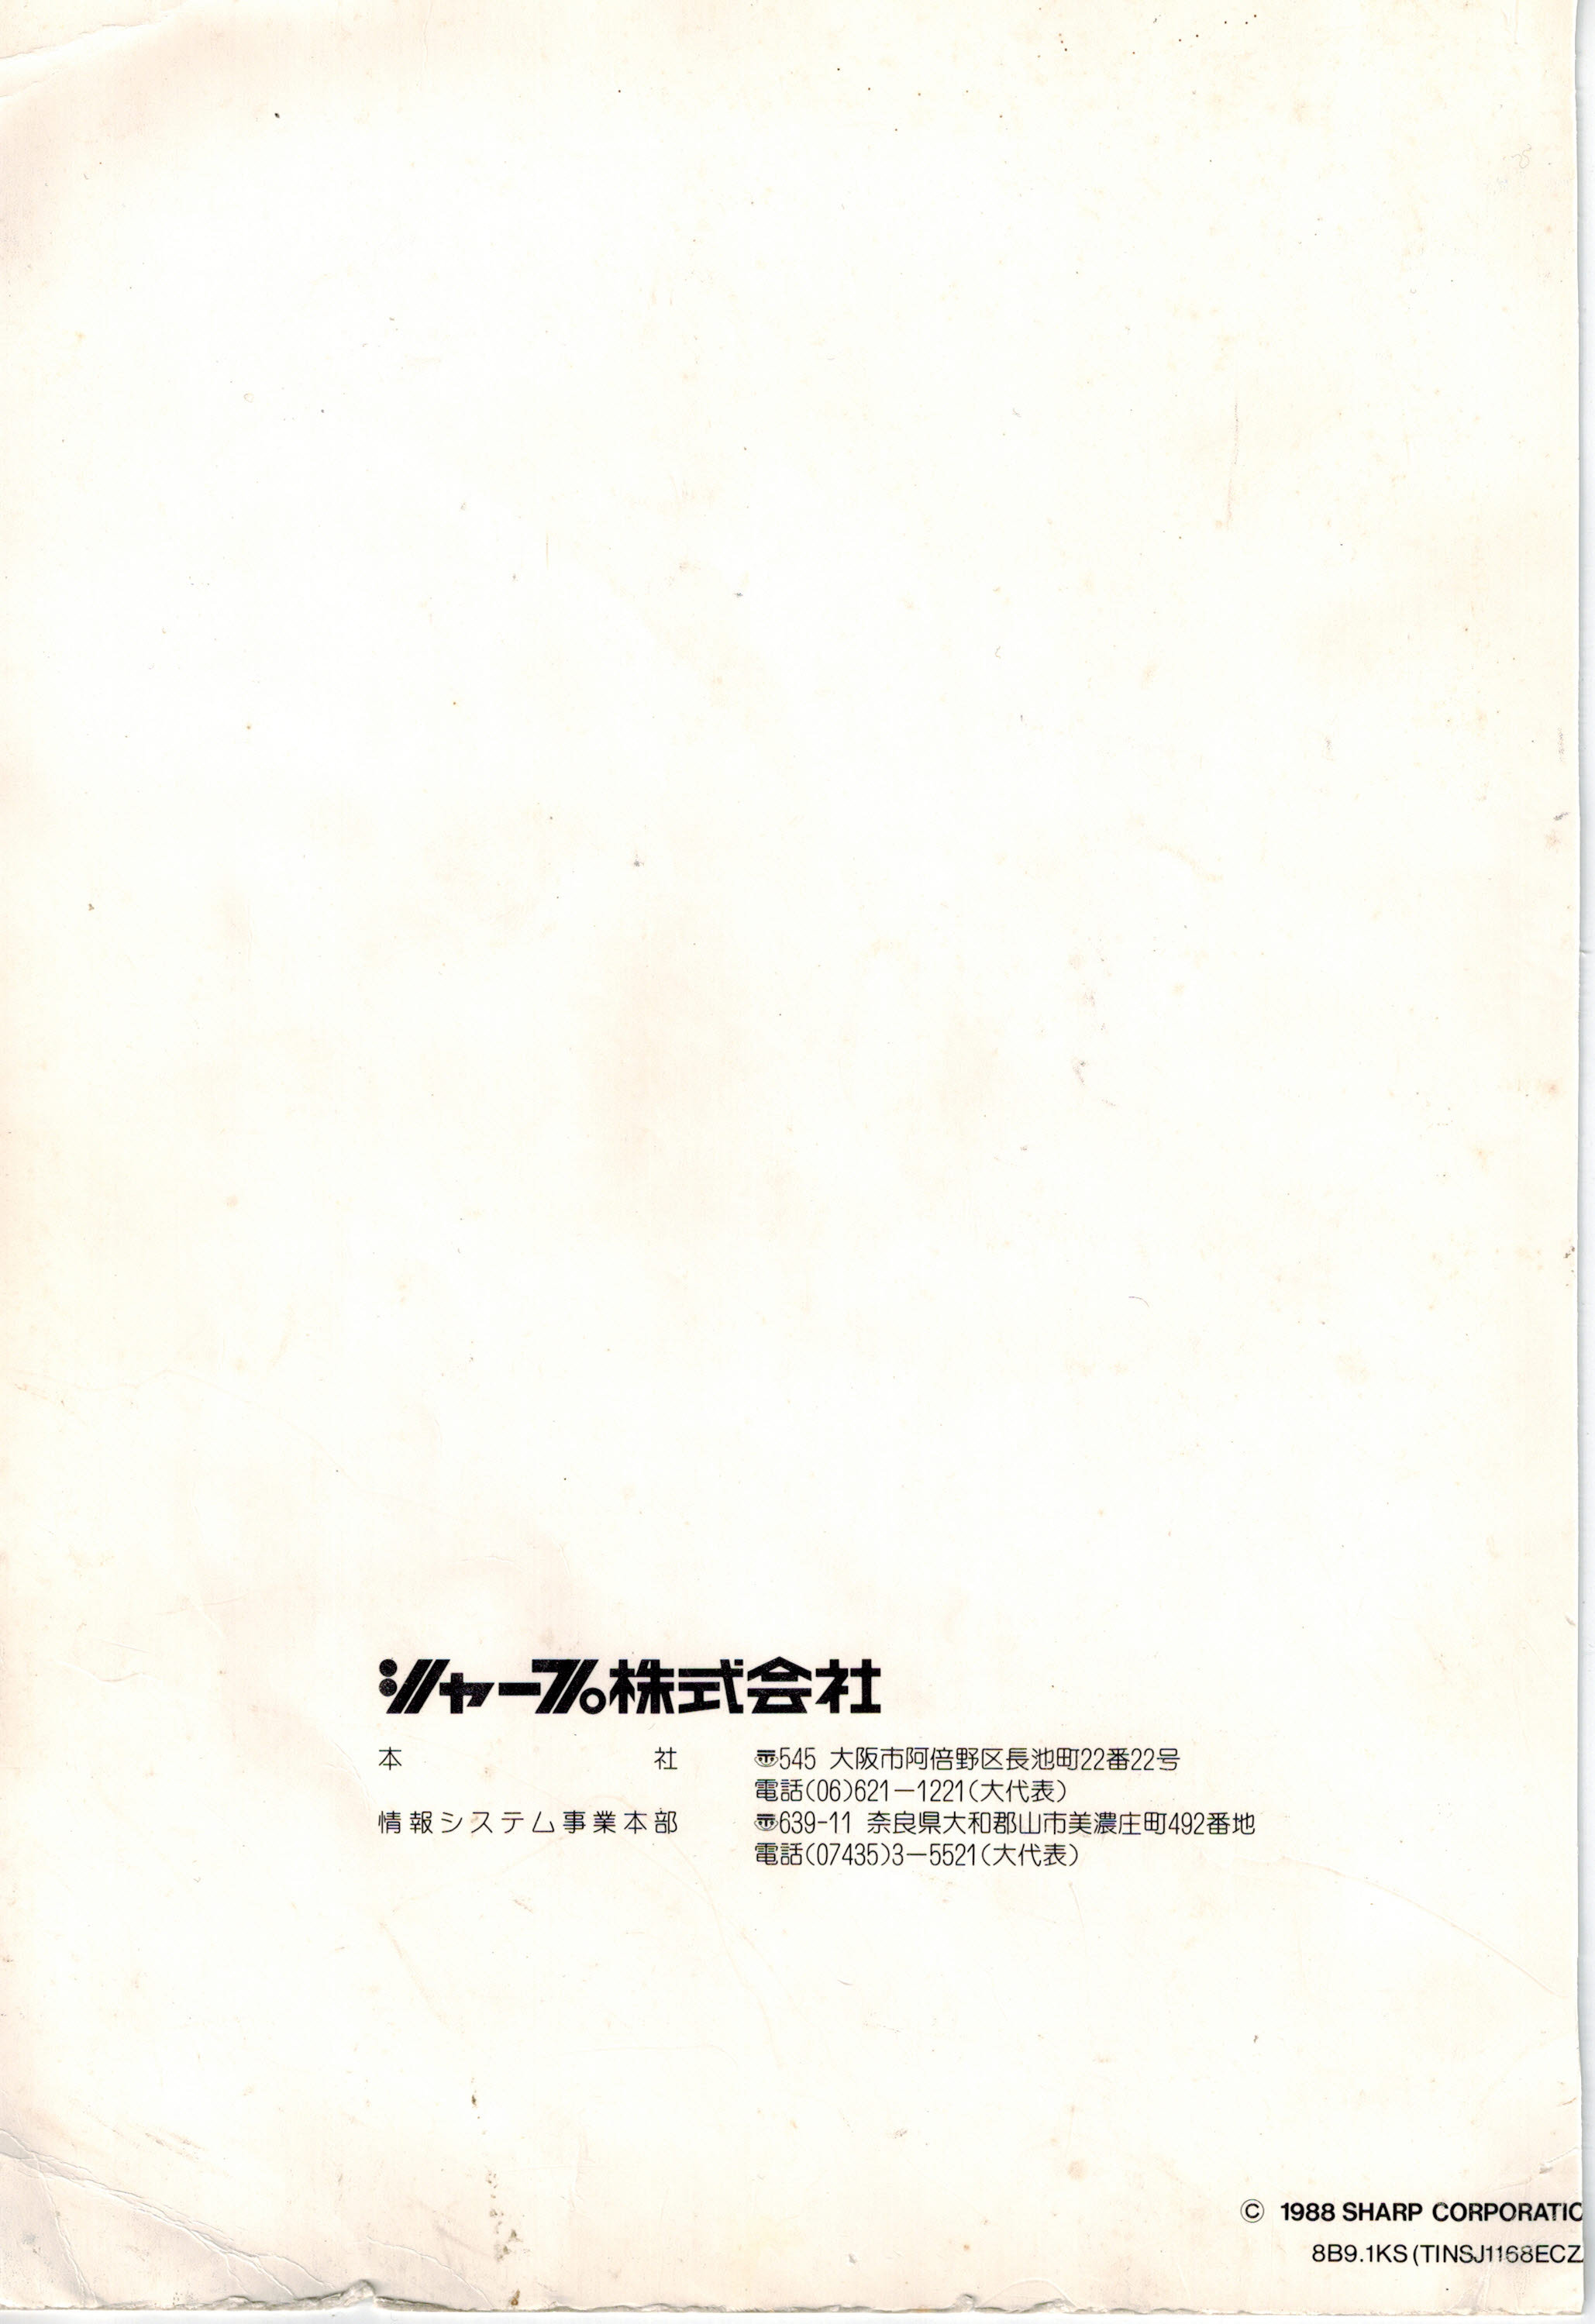 シャープ株式会社
本社 〒545 大阪市阿倍野区長池町22番22号
電話(06)621-1221(大代表)
情報システム事業本部 〒639-11 奈良県大和郡山市美濃庄町492番地
電話(07435)3-5521(大代表)
© 1988 SHARP CORPORATIO
8B9.1KS(TINSJ1168ECZ